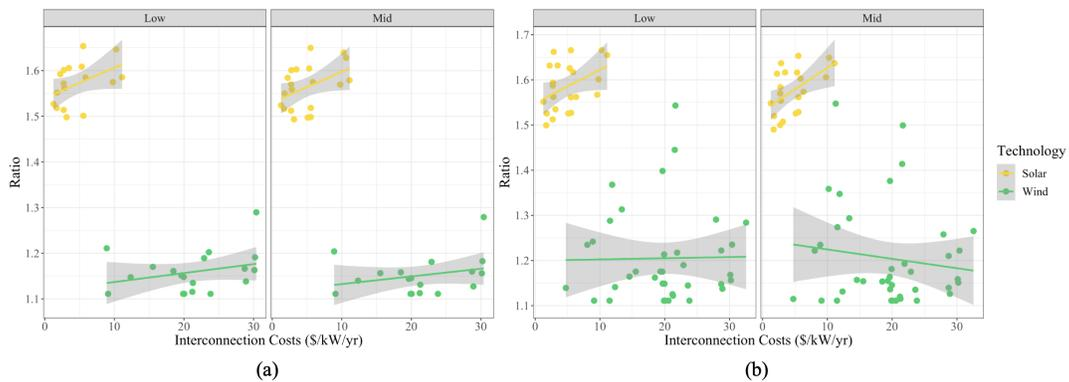 Low Mid
Ratio
1.6
1.5
1.4
1.3
1.2
1.1
0 10 20 30 0 10 20 30
Interconnection Costs ($/kW/yr)
(a)
Low Mid
Ratio
1.7
1.6
1.5
1.4
1.3
1.2
1.1
0 10 20 30 0 10 20 30
Interconnection Costs ($/kW/yr)
(b)
Technology
Solar
Wind